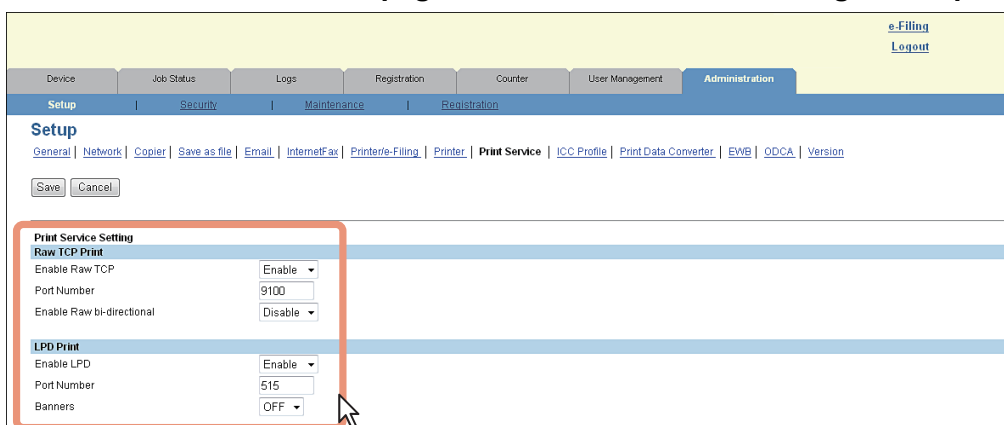 e-Filing
Logout
Device Job Status Logs Registration Counter User Management Administration
Setup | Security | Maintenance | Registration
Setup
General | Network | Copier | Save as file | Email | InternetFax | Printer/e-Filing | Printer | Print Service | ICC Profile | Print Data Converter | EWB | ODCA | Version
Save Cancel
Print Service Setting
Raw TCP Print
Enable Raw TCP Enable
Port Number 9100
Enable Raw bi-directional Disable
LPD Print
Enable LPD Enable
Port Number 515
Banners OFF